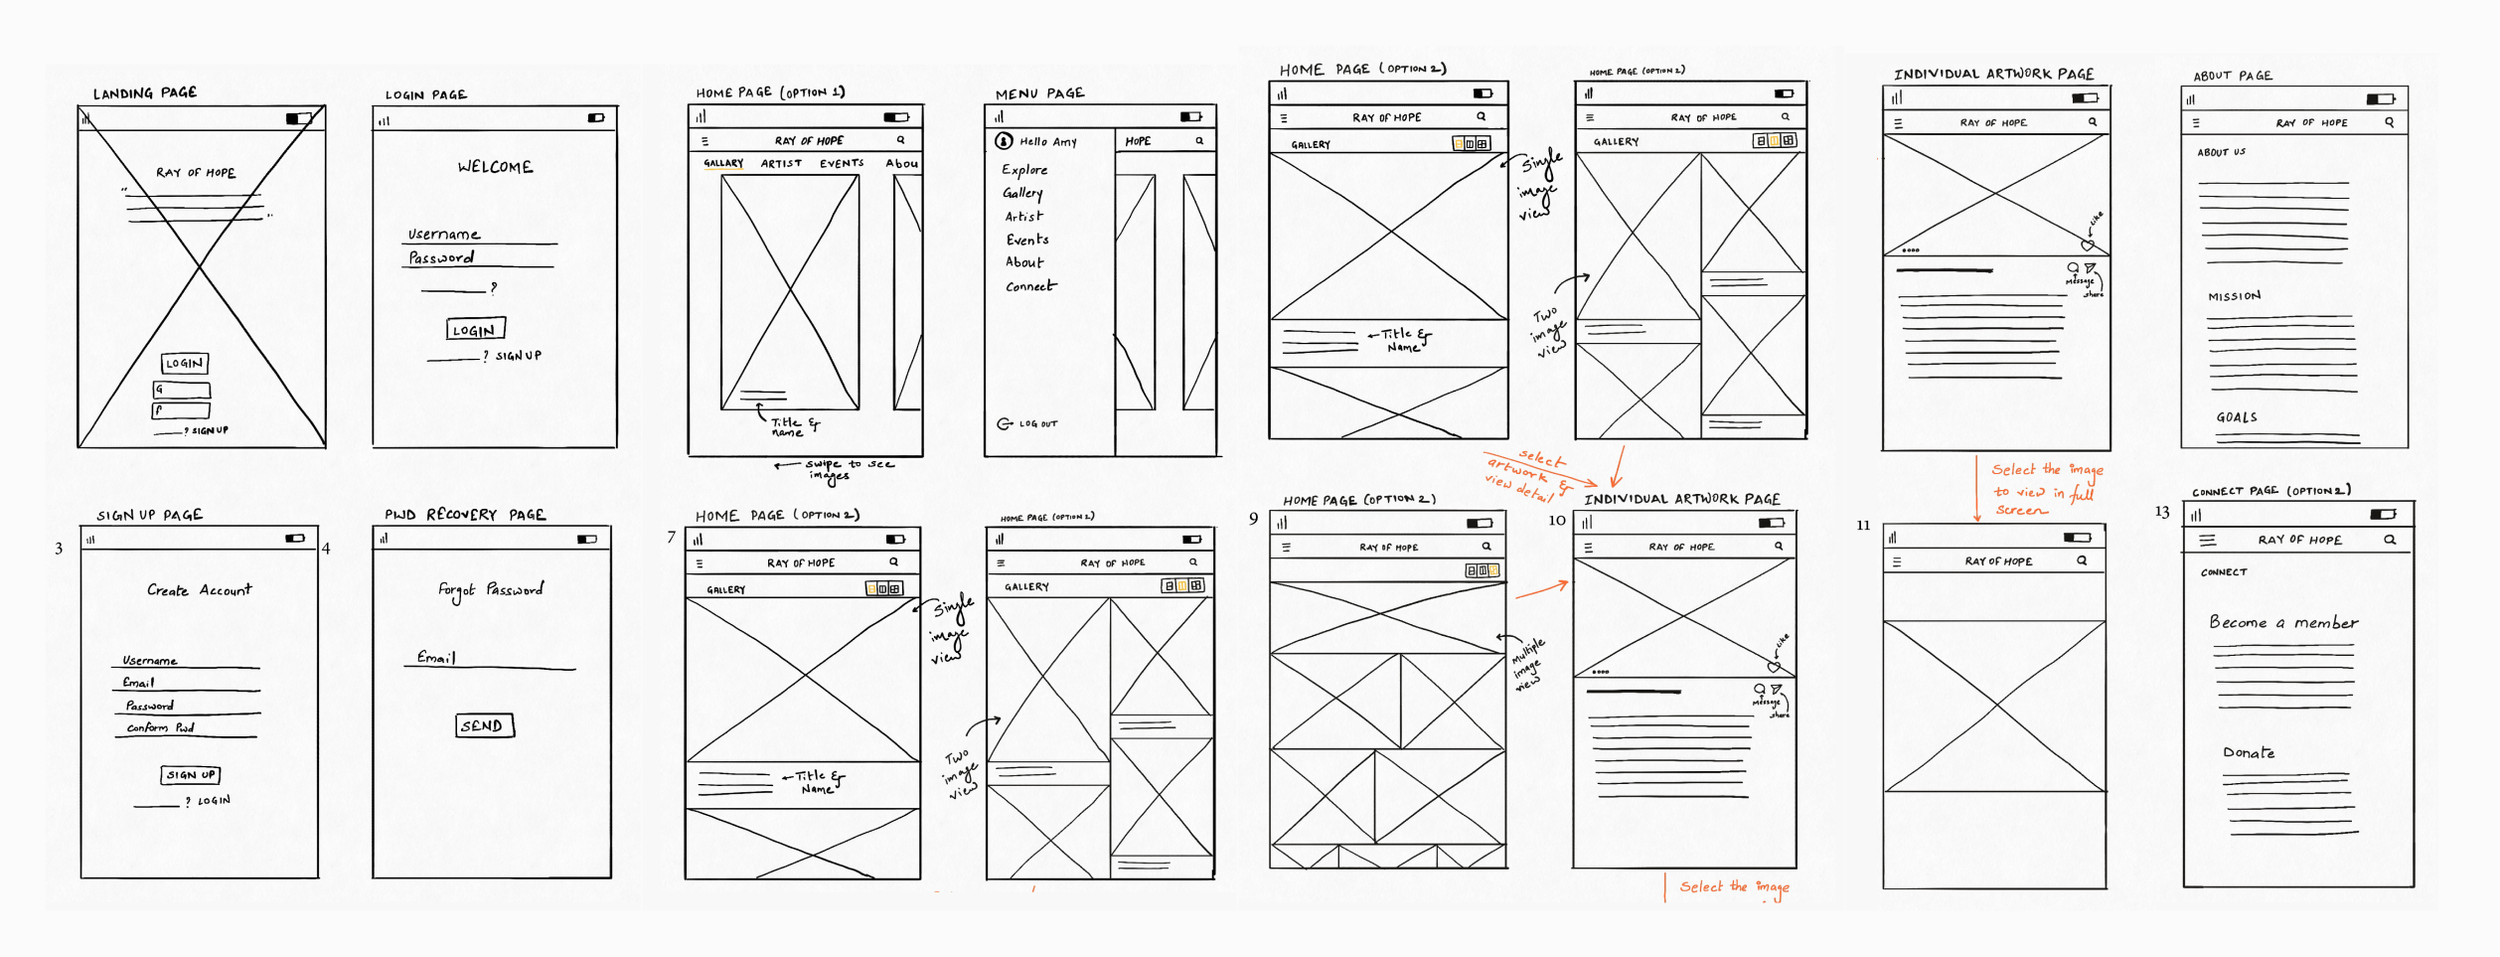 LANDING PAGE
RAY OF HOPE
"
"
LOGIN
G
F
? SIGN UP
LOGIN PAGE
WELCOME
Username
Password
?
LOGIN
? SIGN UP
HOME PAGE (OPTION 1)
RAY OF HOPE
GALLARY ARTIST EVENTS Abou
Title &
name
swipe to see
images
MENU PAGE
Hello Amy
HOPE
Explore
Gallery
Artist
Events
About
Connect
LOG OUT
HOME PAGE (OPTION 2)
RAY OF HOPE
GALLERY
Single
image
view
Title &
Name
HOME PAGE (OPTION 2)
RAY OF HOPE
GALLERY
Two
image
view
select
artwork &
view detail
INDIVIDUAL ARTWORK PAGE
RAY OF HOPE
Like
Message
share
Select the image
to view in full
screen
ABOUT PAGE
RAY OF HOPE
ABOUT US
MISSION
GOALS
3
SIGN UP PAGE
Create Account
Username
Email
Password
Conform Pwd
SIGN UP
? LOGIN
4
PWD RECOVERY PAGE
Forgot Password
Email
SEND
7
HOME PAGE (OPTION 2)
RAY OF HOPE
GALLERY
Single
image
view
Title &
Name
HOME PAGE (OPTION 2)
RAY OF HOPE
GALLERY
Two
image
view
9
HOME PAGE (OPTION 2)
RAY OF HOPE
Multiple
image
view
10
INDIVIDUAL ARTWORK PAGE
RAY OF HOPE
Like
Message
share
Select the image
11
RAY OF HOPE
13
CONNECT PAGE (OPTION 2)
RAY OF HOPE
CONNECT
Become a member
Donate